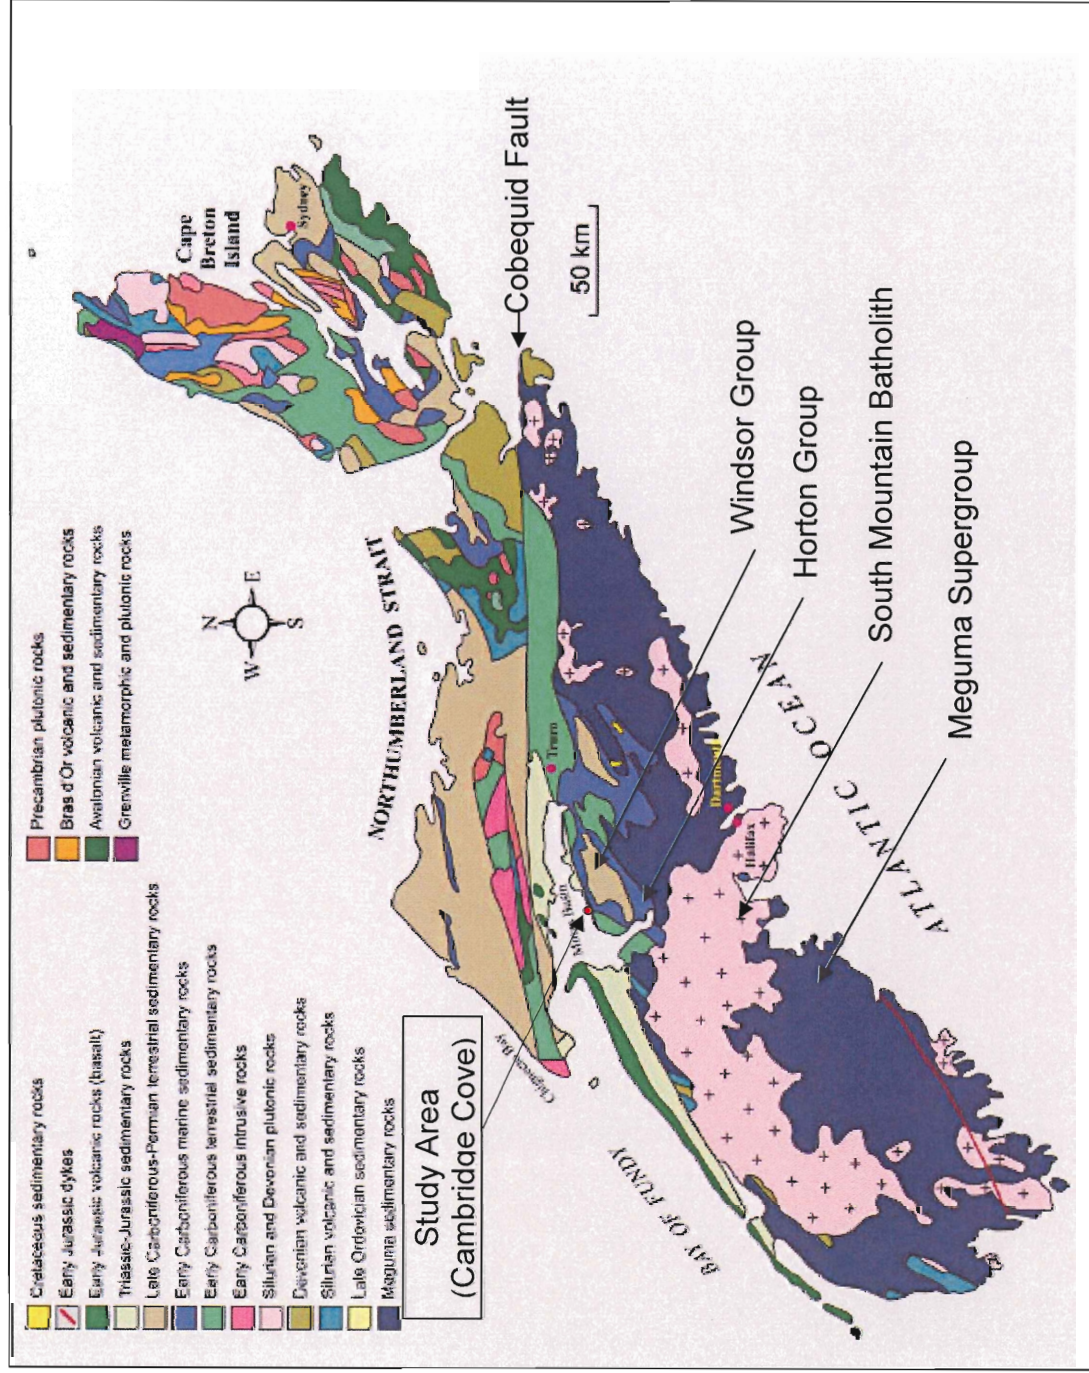 Cretaceous sedimentary rocks
Early Jurassic dykes
Early Jurassic volcanic rocks (basalt)
Triassic-Jurassic sedimentary rocks
Late Carboniferous-Permian terrestrial sedimentary rocks
Early Carboniferous marine sedimentary rocks
Early Carboniferous terrestrial sedimentary rocks
Early Carboniferous intrusive rocks
Silurian and Devonian plutonic rocks
Devonian volcanic and sedimentary rocks
Silurian volcanic and sedimentary rocks
Late Ordovician sedimentary rocks
Meguma sedimentary rocks
Precambrian plutonic rocks
Bras d'Or volcanic and sedimentary rocks
Avalonian volcanic and sedimentary rocks
Grenville metamorphic and plutonic rocks
N
W
E
S
Cape
Breton
Island
Sydney
NORTHUMBERLAND STRAIT
Study Area
(Cambridge Cove)
Chignecto Bay
Minas Basin
Truro
Cobequid Fault
50 km
BAY OF FUNDY
Dartmouth
Halifax
ATLANTIC OCEAN
Windsor Group
Horton Group
South Mountain Batholith
Meguma Supergroup